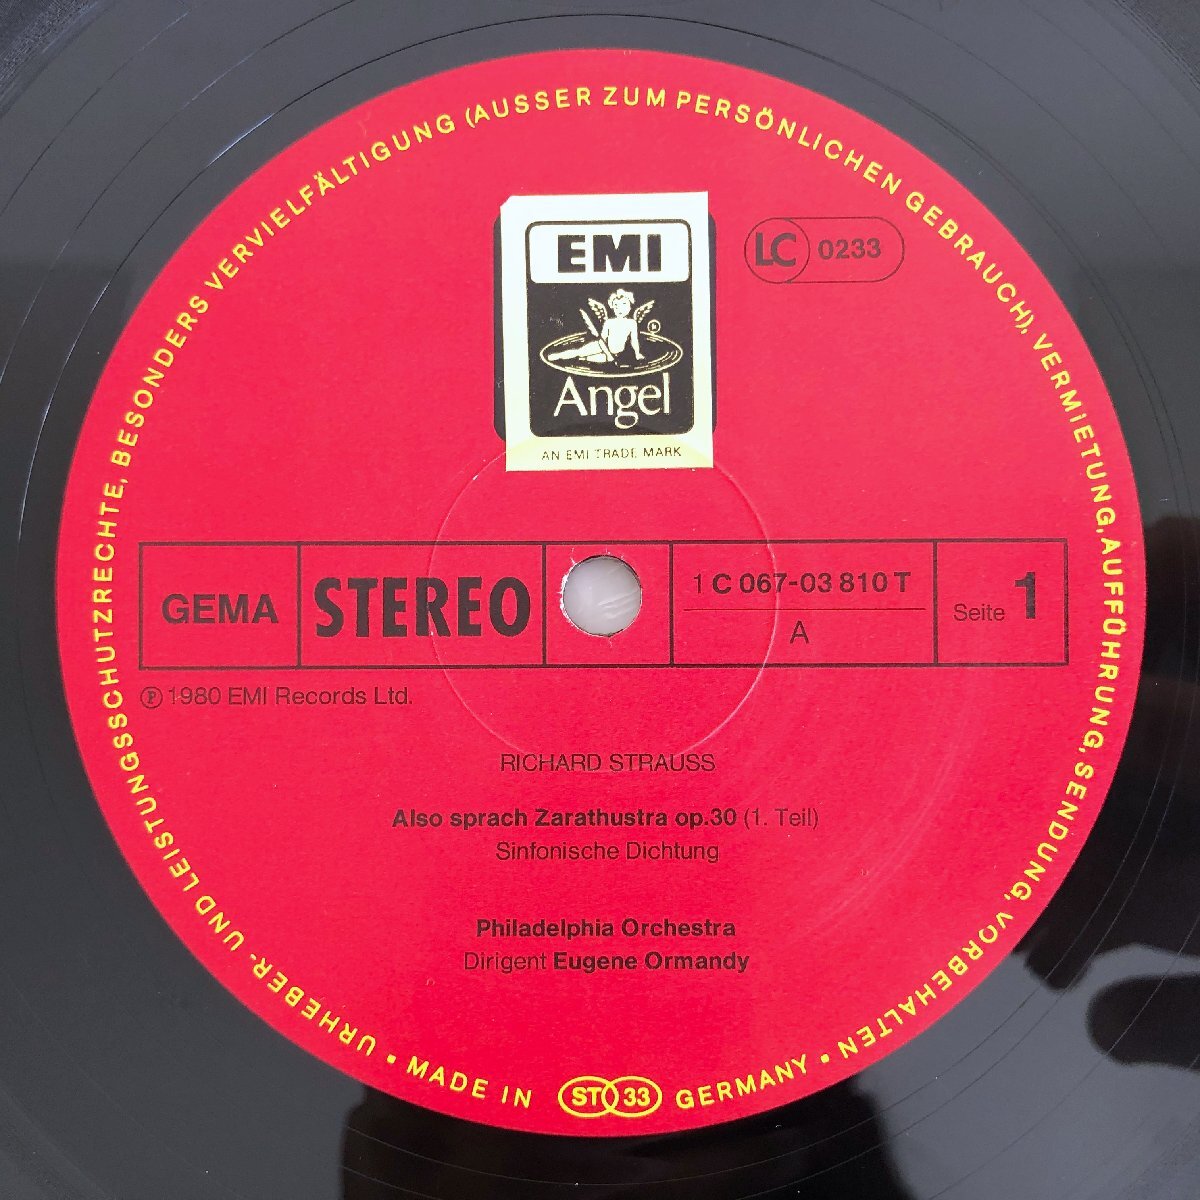 URHEBER- UND LEISTUNGSSCHUTZRECHTE, BESONDERS VERVIELFÄLTIGUNG (AUSSER ZUM PERSÖNLICHEN GEBRAUCH), VERMIETUNG, AUFFÜHRUNG, SENDUNG, VORBEHALTEN
EMI
LC 0233
®
Angel
AN EMI TRADE MARK
GEMA
STEREO
1 C 067-03 810 T
A
Seite 1
℗ 1980 EMI Records Ltd.
RICHARD STRAUSS
Also sprach Zarathustra op.30 (1. Teil)
Sinfonische Dichtung
Philadelphia Orchestra
Dirigent Eugene Ormandy
• MADE IN ST 33 GERMANY •